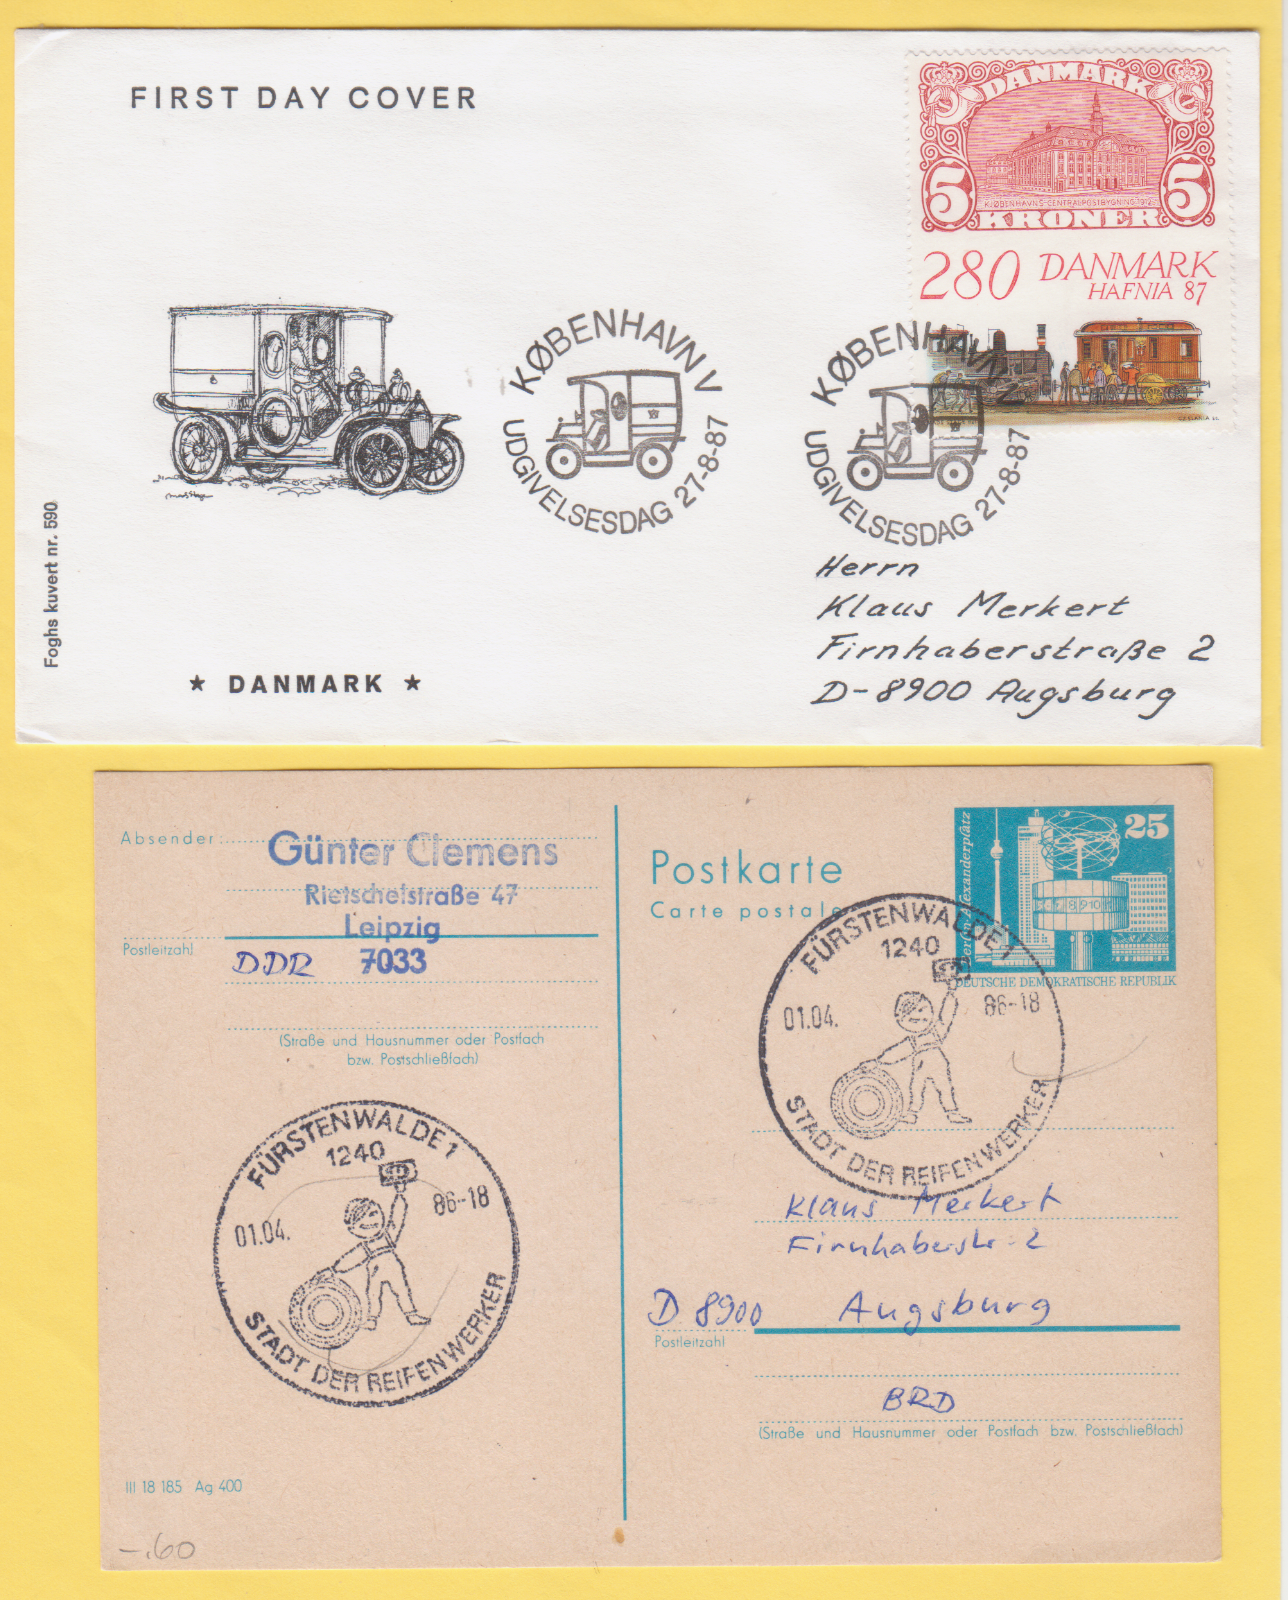 FIRST DAY COVER
DANMARK
5 5
KJØBENHAVNS-CENTRALPOSTBYGNING 1912
KRONER
280 DANMARK
HAFNIA 87
CZ.SLANIA SC.
KØBENHAVN V
UDGIVELSESDAG 27-8-87
KØBENHAVN V
UDGIVELSESDAG 27-8-87
Herrn
Klaus Merkert
Firnhaberstraße 2
D-8900 Augsburg
Foghs kuvert nr. 590
★ DANMARK ★
Absender:
Günter Clemens
Rietschelstraße 47
Leipzig
Postleitzahl
DDR 7033
(Straße und Hausnummer oder Postfach
bzw. Postschließfach)
Postkarte
Carte postale
25
Berlin-Alexanderplatz
DEUTSCHE DEMOKRATISCHE REPUBLIK
FÜRSTENWALDE 1
1240
01.04. 86-18
STADT DER REIFENWERKER
FÜRSTENWALDE 1
1240
01.04. 86-18
STADT DER REIFENWERKER
Klaus Merkert
Firnhaberstr. 2
D 8900 Augsburg
Postleitzahl
BRD
(Straße und Hausnummer oder Postfach bzw. Postschließfach)
III 18 185 Ag 400
-.60